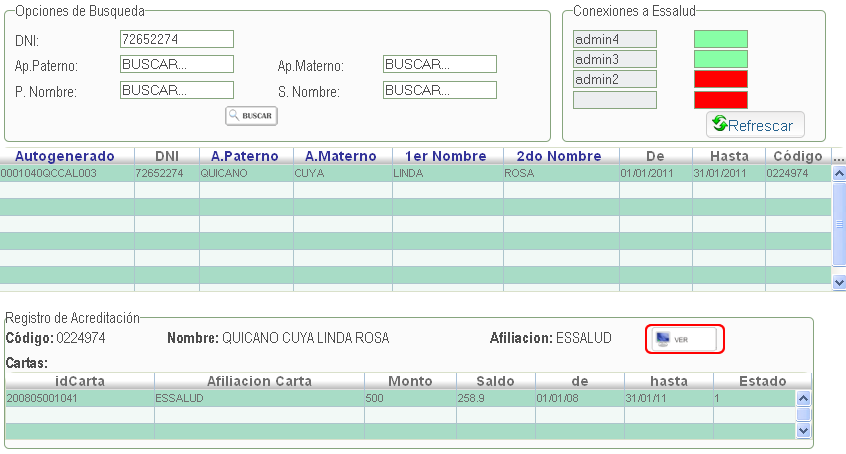 Opciones de Busqueda
DNI: 72652274
Ap.Paterno: BUSCAR... Ap.Materno: BUSCAR...
P. Nombre: BUSCAR... S. Nombre: BUSCAR...
BUSCAR
Conexiones a Essalud
admin4
admin3
admin2
Refrescar
Autogenerado DNI A.Paterno A.Materno 1er Nombre 2do Nombre De Hasta Código ...
0001040QCCAL003 72652274 QUICANO CUYA LINDA ROSA 01/01/2011 31/01/2011 0224974
Registro de Acreditación
Código: 0224974 Nombre: QUICANO CUYA LINDA ROSA Afiliacion: ESSALUD VER
Cartas:
idCarta Afiliacion Carta Monto Saldo de hasta Estado
200805001041 ESSALUD 500 258.9 01/01/08 31/01/11 1